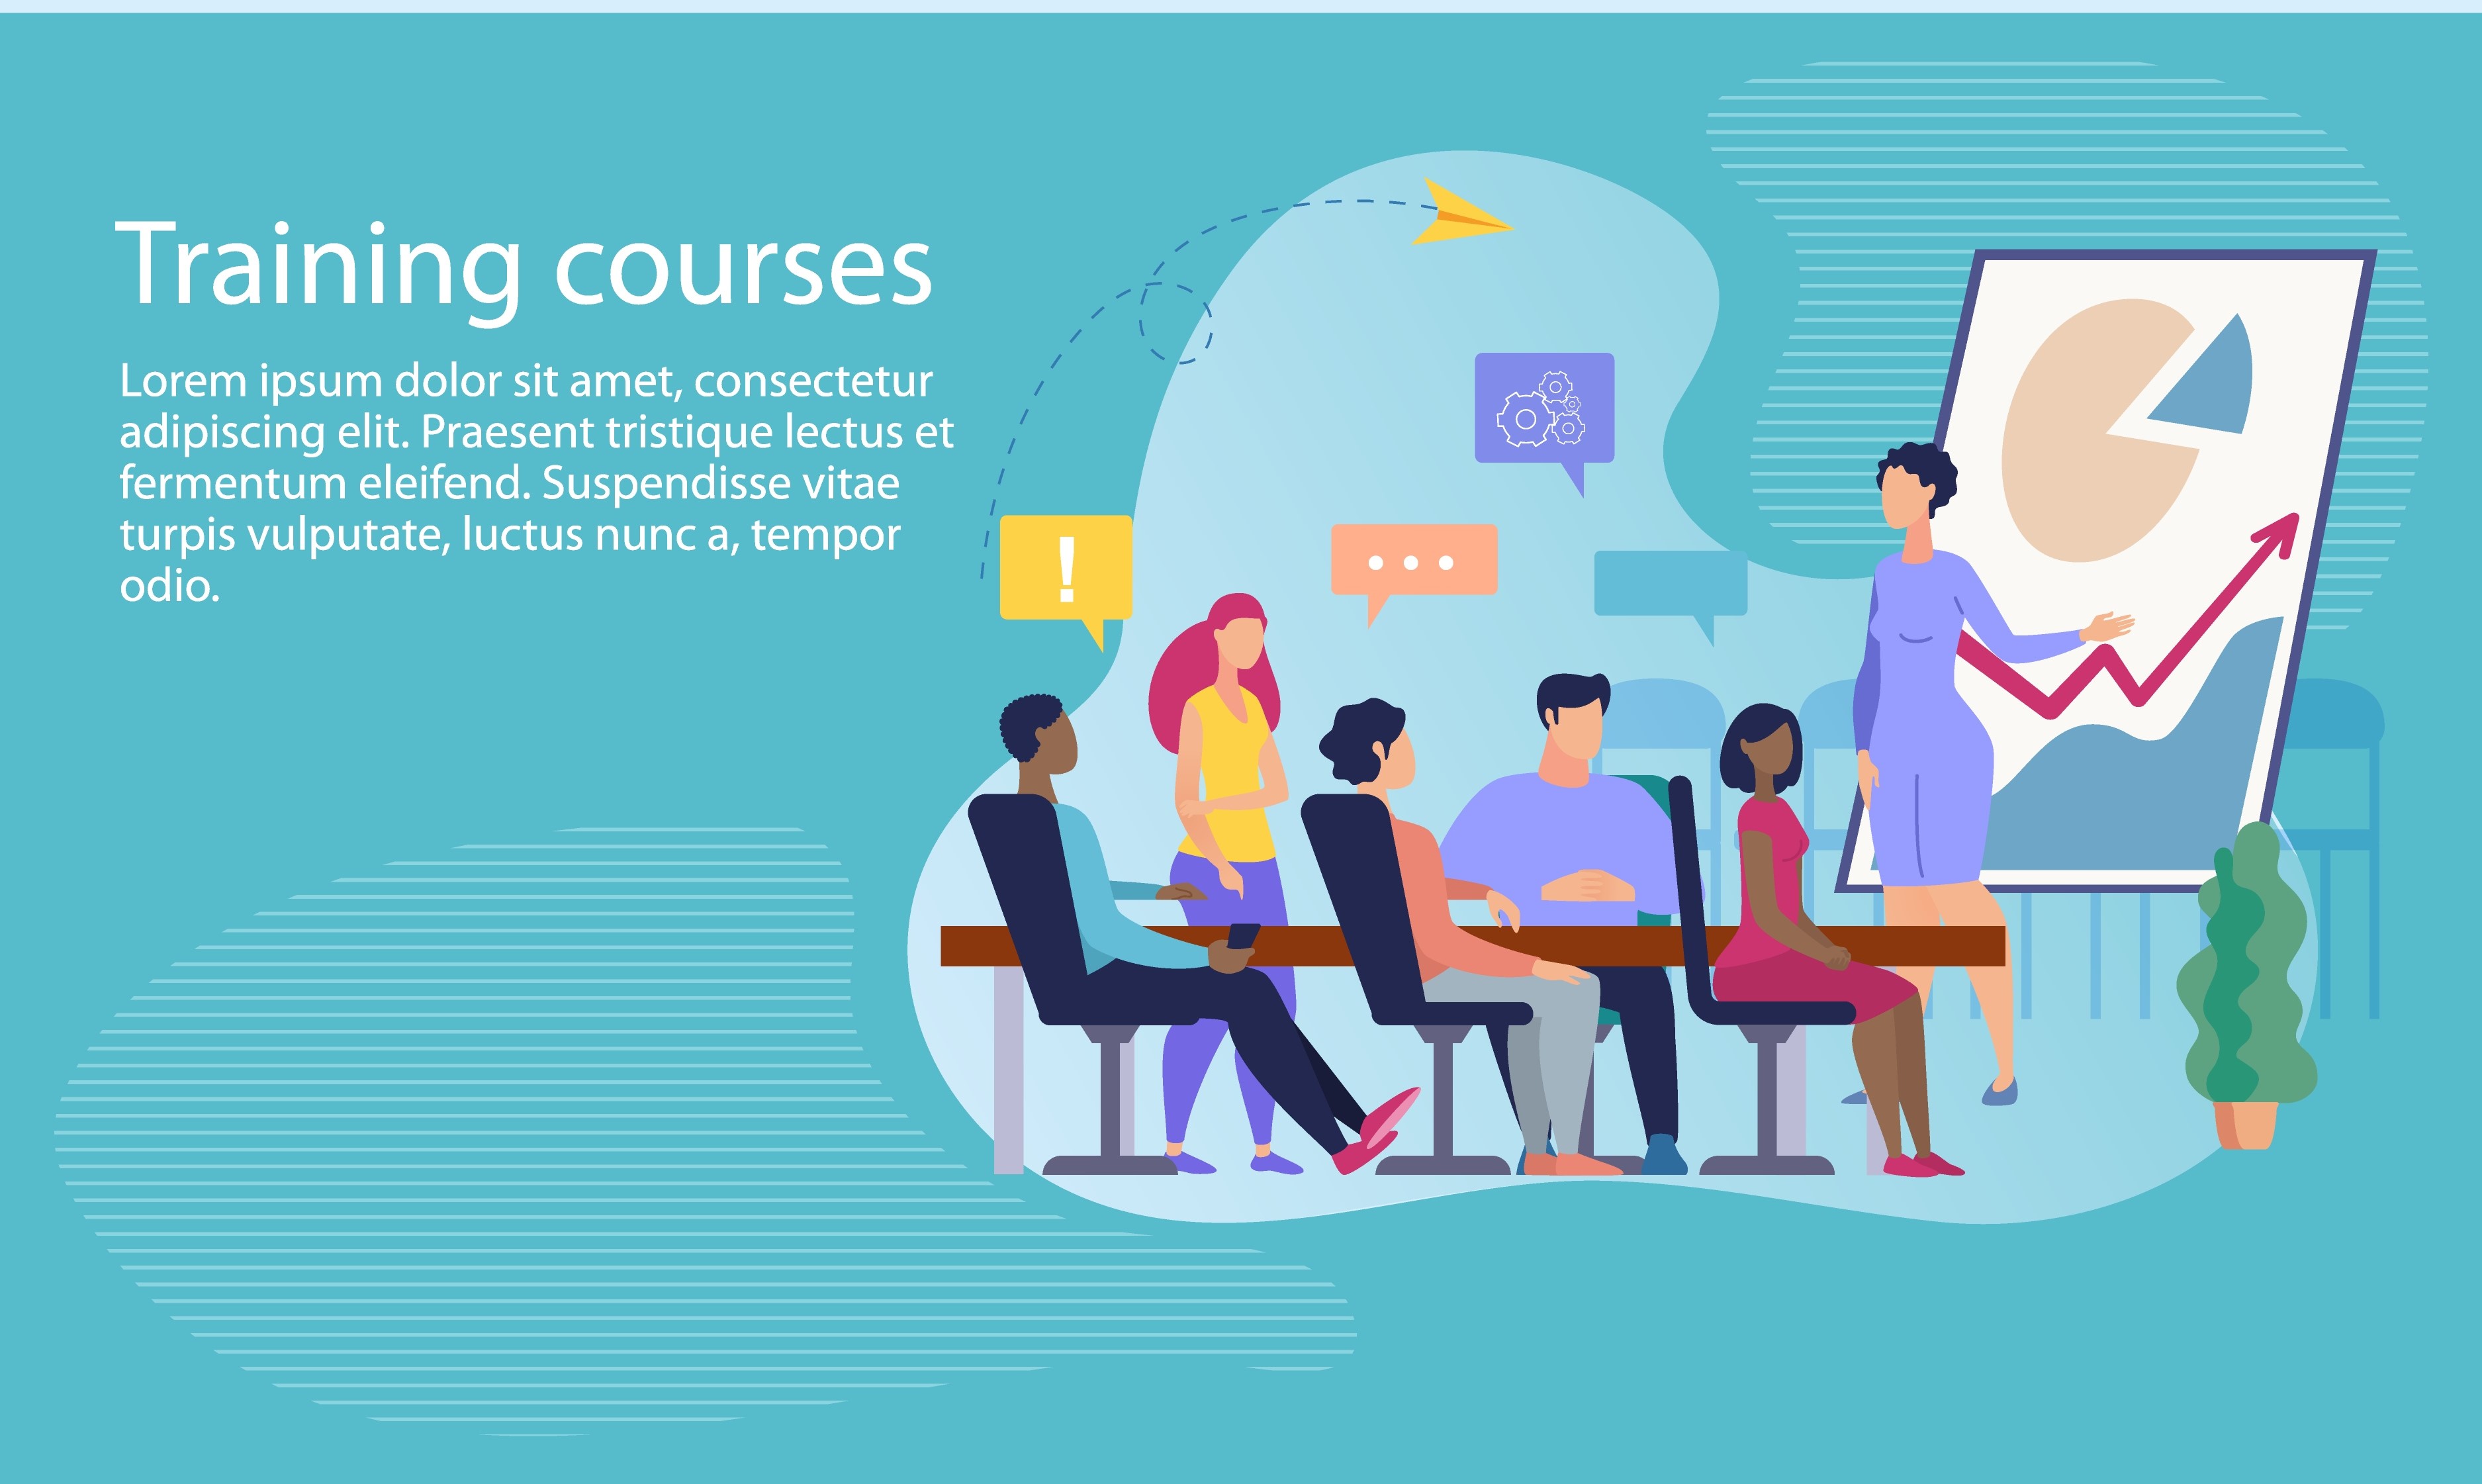 Training courses
Lorem ipsum dolor sit amet, consectetur
adipiscing elit. Praesent tristique lectus et
fermentum eleifend. Suspendisse vitae
turpis vulputate, luctus nunc a, tempor
odio.
!